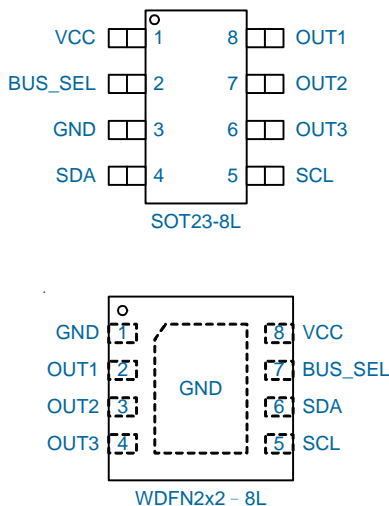 VCC 1 8 OUT1
BUS_SEL 2 7 OUT2
GND 3 6 OUT3
SDA 4 5 SCL
SOT23-8L
GND 1 8 VCC
OUT1 2 7 BUS_SEL
GND
OUT2 3 6 SDA
OUT3 4 5 SCL
WDFN2x2 - 8L